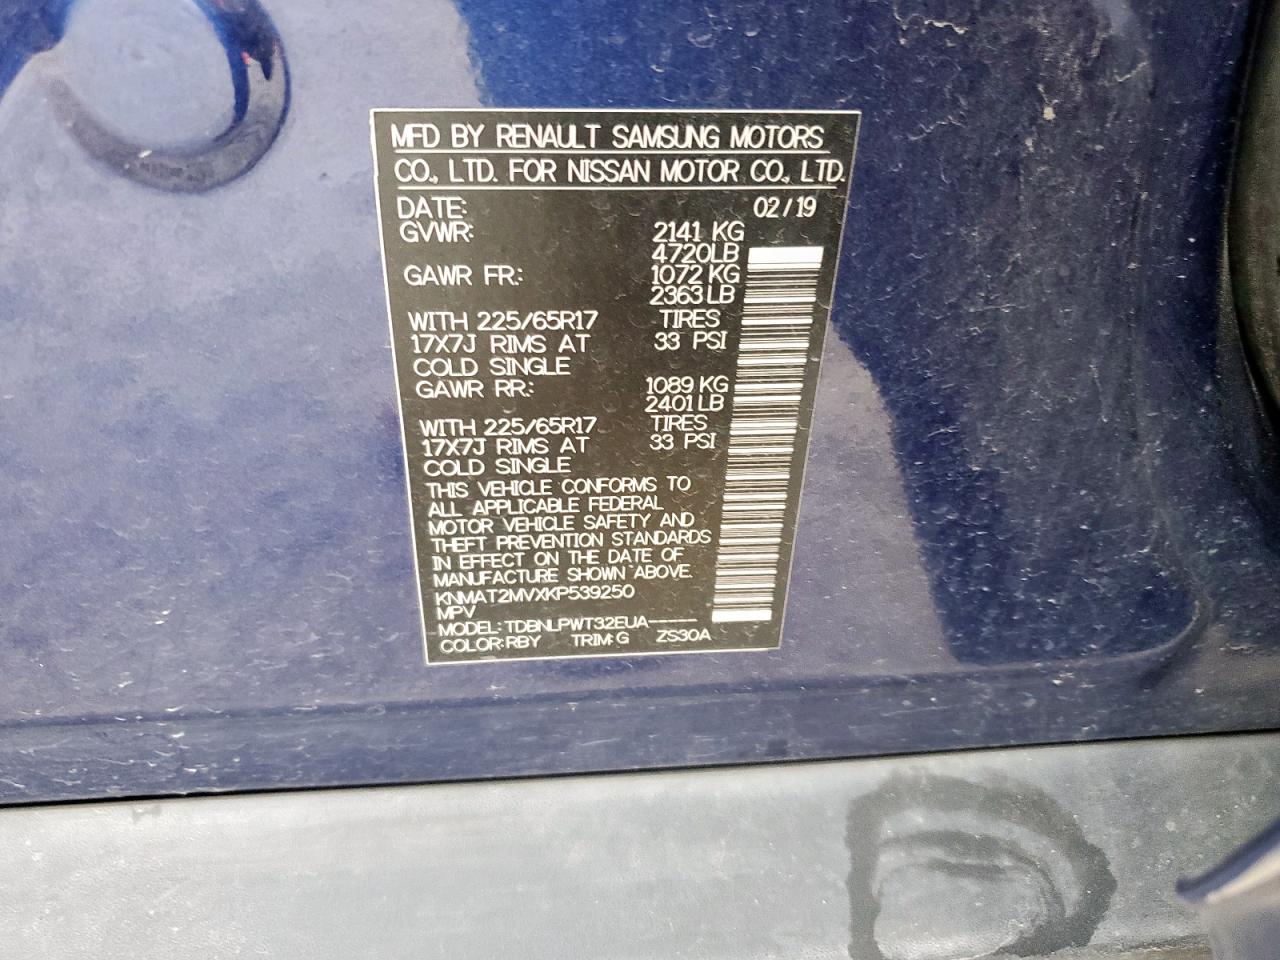 MFD BY RENAULT SAMSUNG MOTORS
CO., LTD. FOR NISSAN MOTOR CO., LTD.
DATE: 02/19
GVWR: 2141 KG
4720LB
GAWR FR: 1072 KG
2363LB
WITH 225/65R17 TIRES
17X7J RIMS AT 33 PSI
COLD SINGLE
GAWR RR: 1089 KG
2401LB
WITH 225/65R17 TIRES
17X7J RIMS AT 33 PSI
COLD SINGLE
THIS VEHICLE CONFORMS TO
ALL APPLICABLE FEDERAL
MOTOR VEHICLE SAFETY AND
THEFT PREVENTION STANDARDS
IN EFFECT ON THE DATE OF
MANUFACTURE SHOWN ABOVE.
KNMAT2MVXKP539250
MPV
MODEL: TDBNLPWT32EUA-----
COLOR:RBY TRIM:G ZS30A